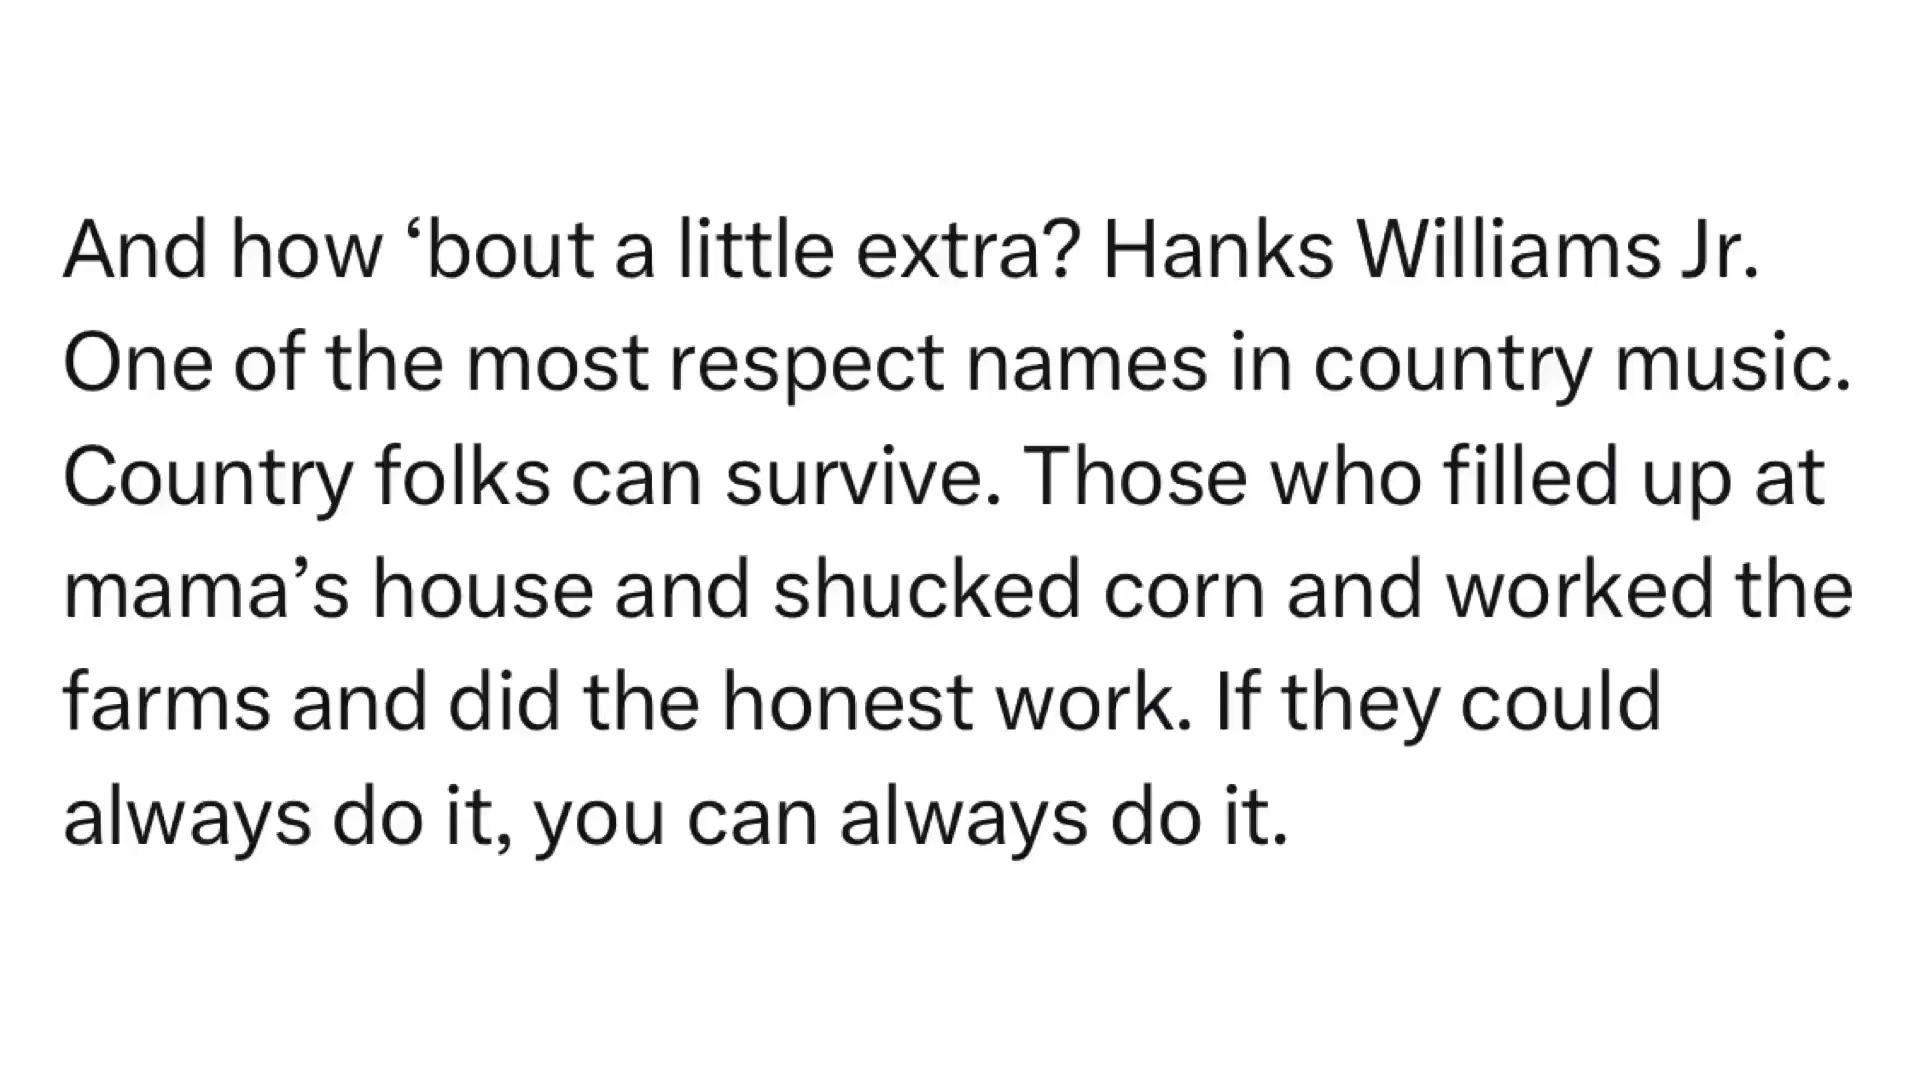 And how ‘bout a little extra? Hanks Williams Jr.
One of the most respect names in country music.
Country folks can survive. Those who filled up at
mama’s house and shucked corn and worked the
farms and did the honest work. If they could
always do it, you can always do it.